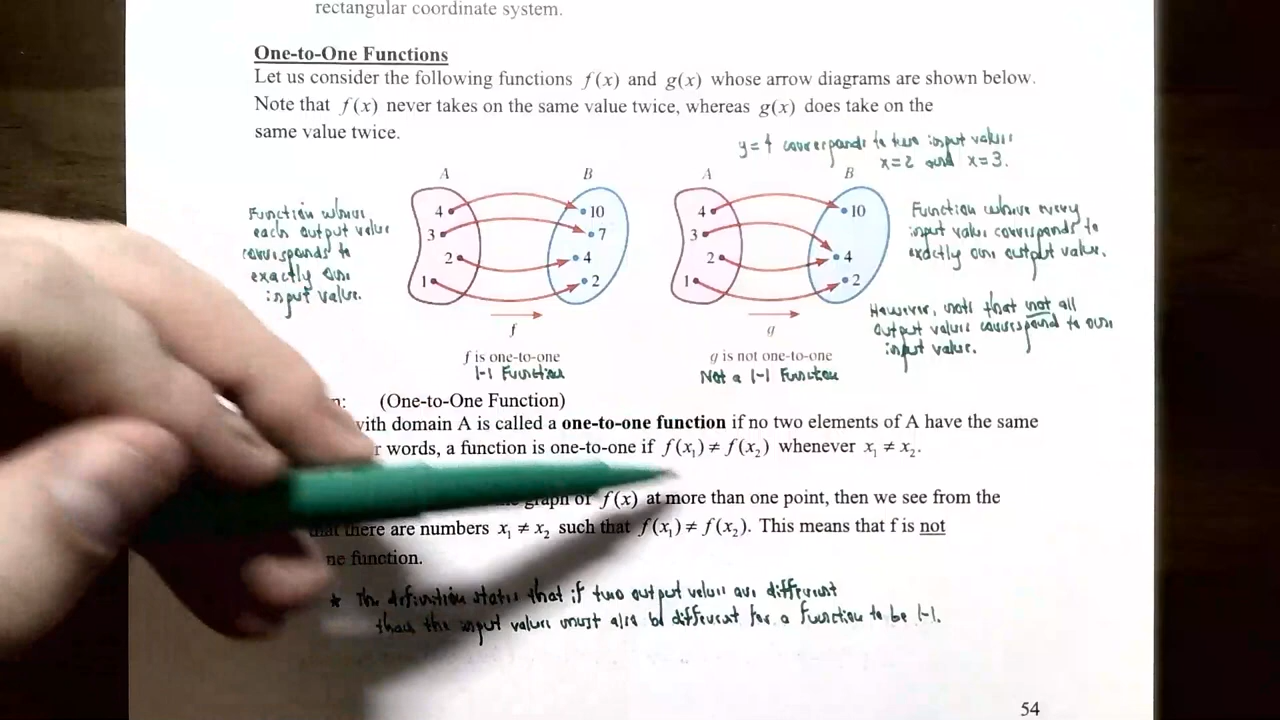 rectangular coordinate system.
One-to-One Functions
Let us consider the following functions f(x) and g(x) whose arrow diagrams are shown below.
Note that f(x) never takes on the same value twice, whereas g(x) does take on the
same value twice.
y=4 corresponds to two input values
x=2 and x=3.
A
B
A
B
Function whose
each output value
corresponds to
exactly one
input value.
4
3
2
1
10
7
4
2
f
4
3
2
1
10
4
2
g
Function where every
input value corresponds to
exactly one output value.
However, note that not all
output values correspond to one
input value.
f is one-to-one
1-1 Function
g is not one-to-one
Not a 1-1 Function
n: (One-to-One Function)
with domain A is called a one-to-one function if no two elements of A have the same
r words, a function is one-to-one if f(x₁) ≠ f(x₂) whenever x₁ ≠ x₂.
graph of f(x) at more than one point, then we see from the
that there are numbers x₁ ≠ x₂ such that f(x₁) ≠ f(x₂). This means that f is not
ne function.
* The definition states that if two output values are different
than the input values must also be different for a function to be 1-1.
54